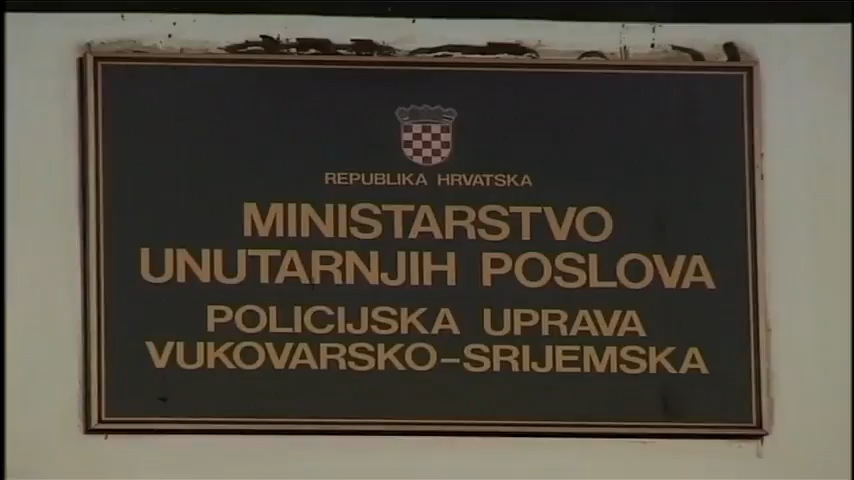 REPUBLIKA HRVATSKA
MINISTARSTVO
UNUTARNJIH POSLOVA
POLICIJSKA UPRAVA
VUKOVARSKO–SRIJEMSKA